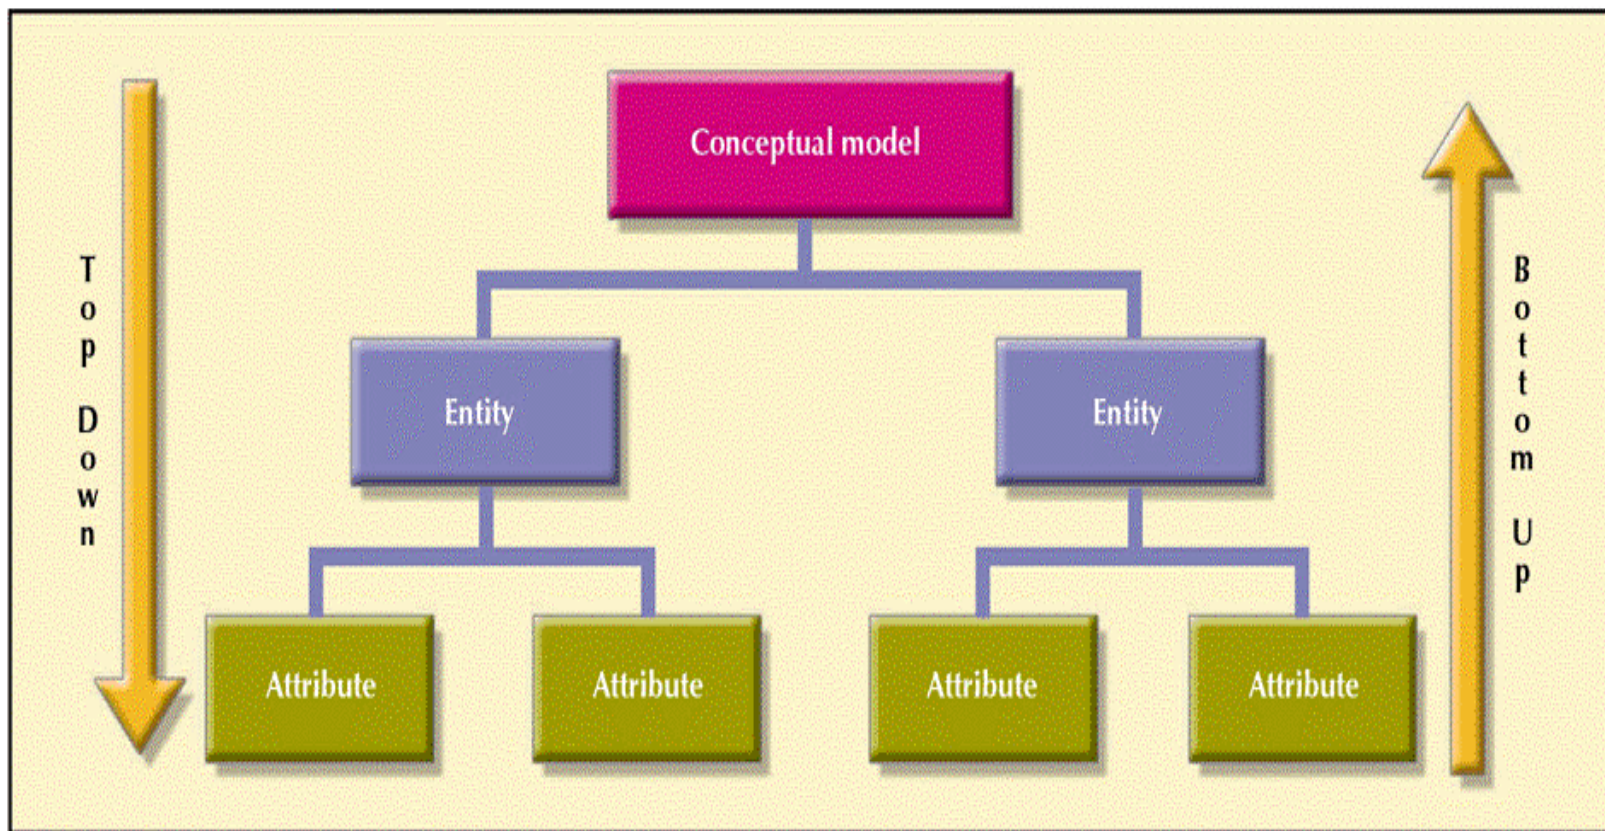 Conceptual model
Top Down
Bottom Up
Entity
Entity
Attribute
Attribute
Attribute
Attribute